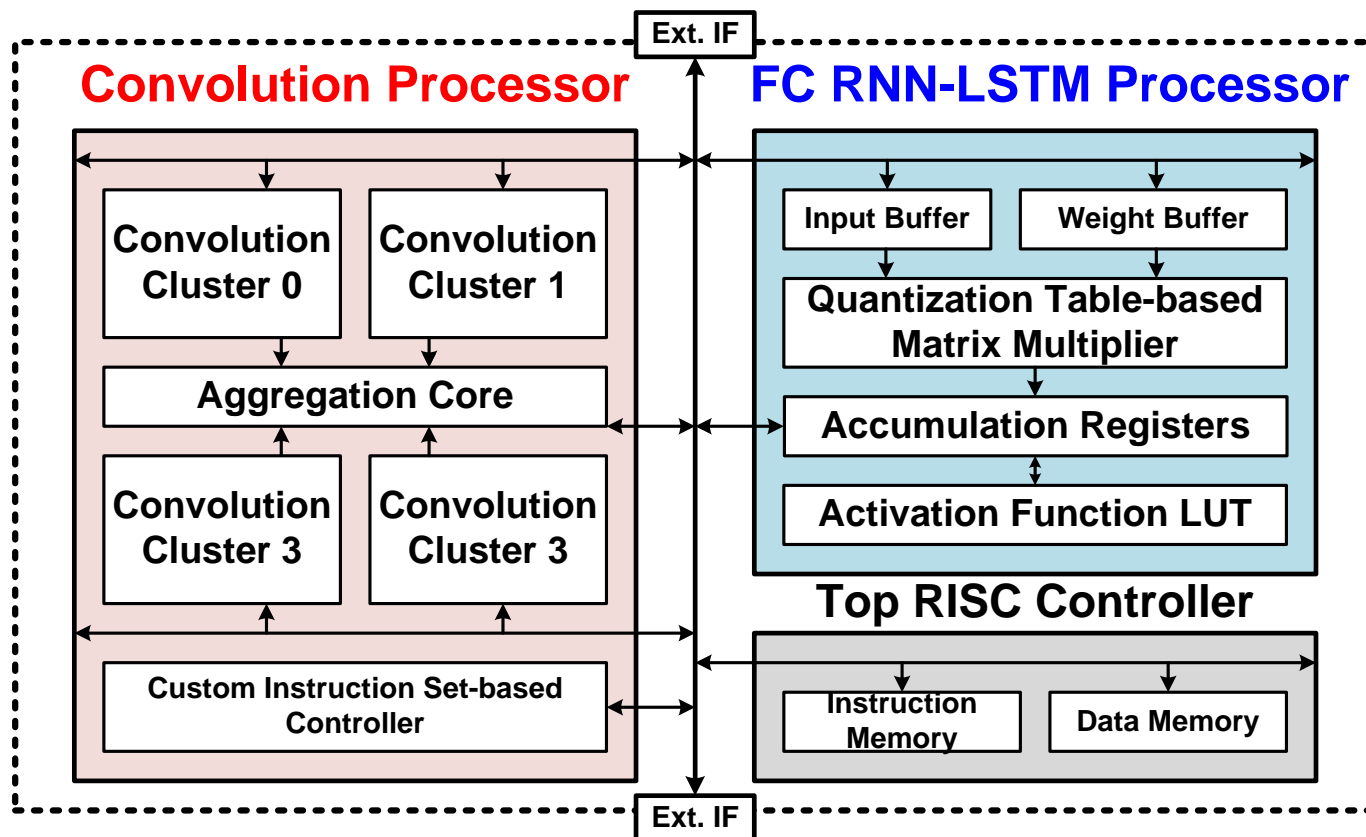 Ext. IF
Convolution Processor
FC RNN-LSTM Processor
Convolution
Cluster 0
Convolution
Cluster 1
Aggregation Core
Convolution
Cluster 3
Convolution
Cluster 3
Custom Instruction Set-based
Controller
Input Buffer
Weight Buffer
Quantization Table-based
Matrix Multiplier
Accumulation Registers
Activation Function LUT
Top RISC Controller
Instruction
Memory
Data Memory
Ext. IF